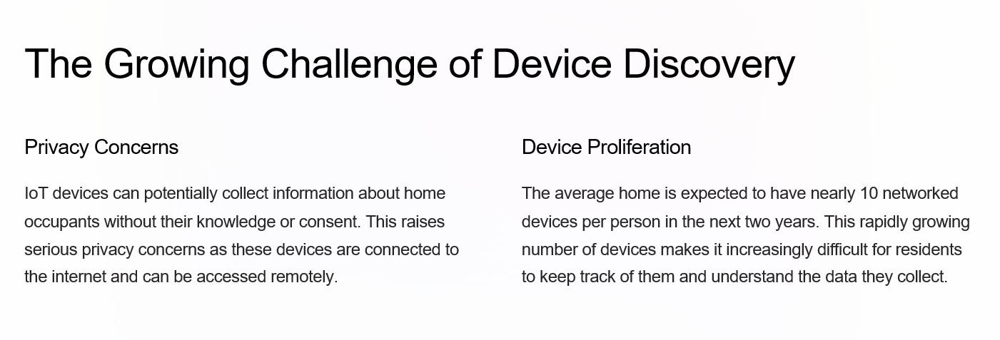 The Growing Challenge of Device Discovery
Privacy Concerns
IoT devices can potentially collect information about home
occupants without their knowledge or consent. This raises
serious privacy concerns as these devices are connected to
the internet and can be accessed remotely.
Device Proliferation
The average home is expected to have nearly 10 networked
devices per person in the next two years. This rapidly growing
number of devices makes it increasingly difficult for residents
to keep track of them and understand the data they collect.